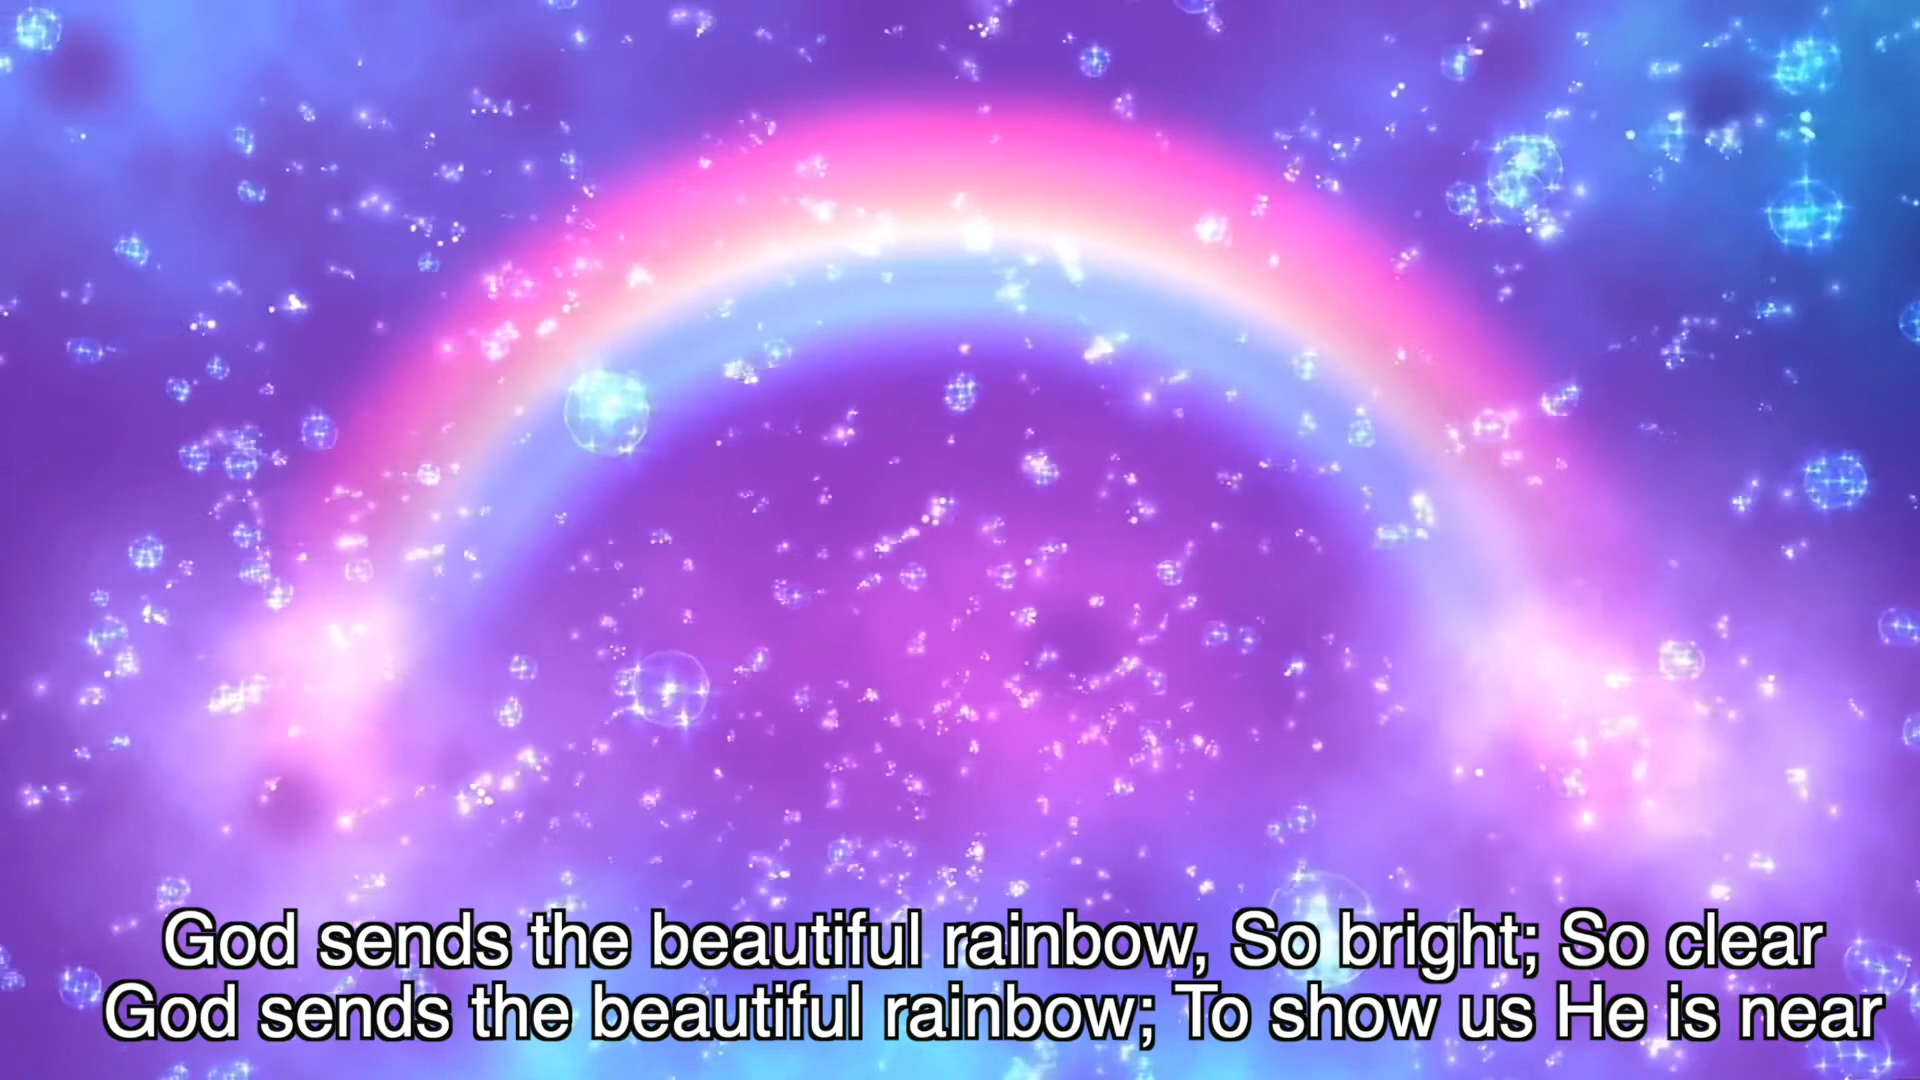 God sends the beautiful rainbow, So bright; So clear
God sends the beautiful rainbow; To show us He is near